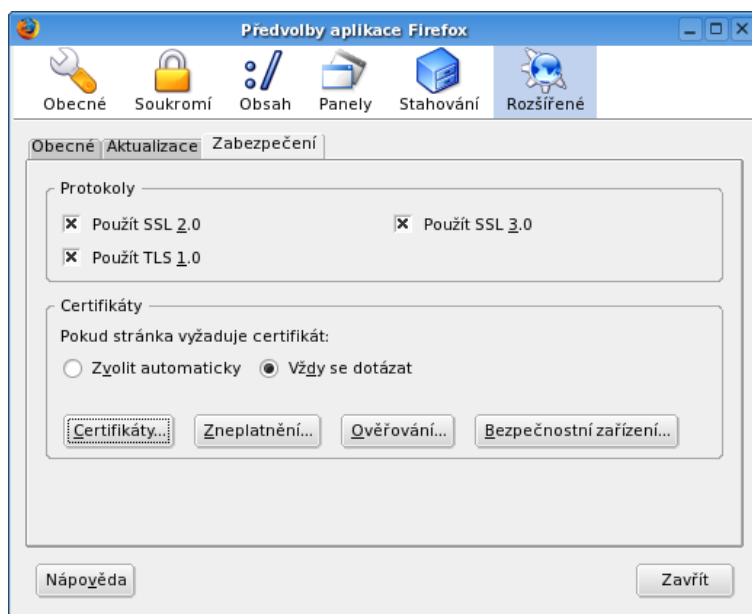 Předvolby aplikace Firefox
Obecné Soukromí Obsah Panely Stahování Rozšířené
Obecné Aktualizace Zabezpečení
Protokoly
Použít SSL 2.0 Použít SSL 3.0
Použít TLS 1.0
Certifikáty
Pokud stránka vyžaduje certifikát:
Zvolit automaticky Vždy se dotázat
Certifikáty... Zneplatnění... Ověřování... Bezpečnostní zařízení...
Nápověda Zavřít